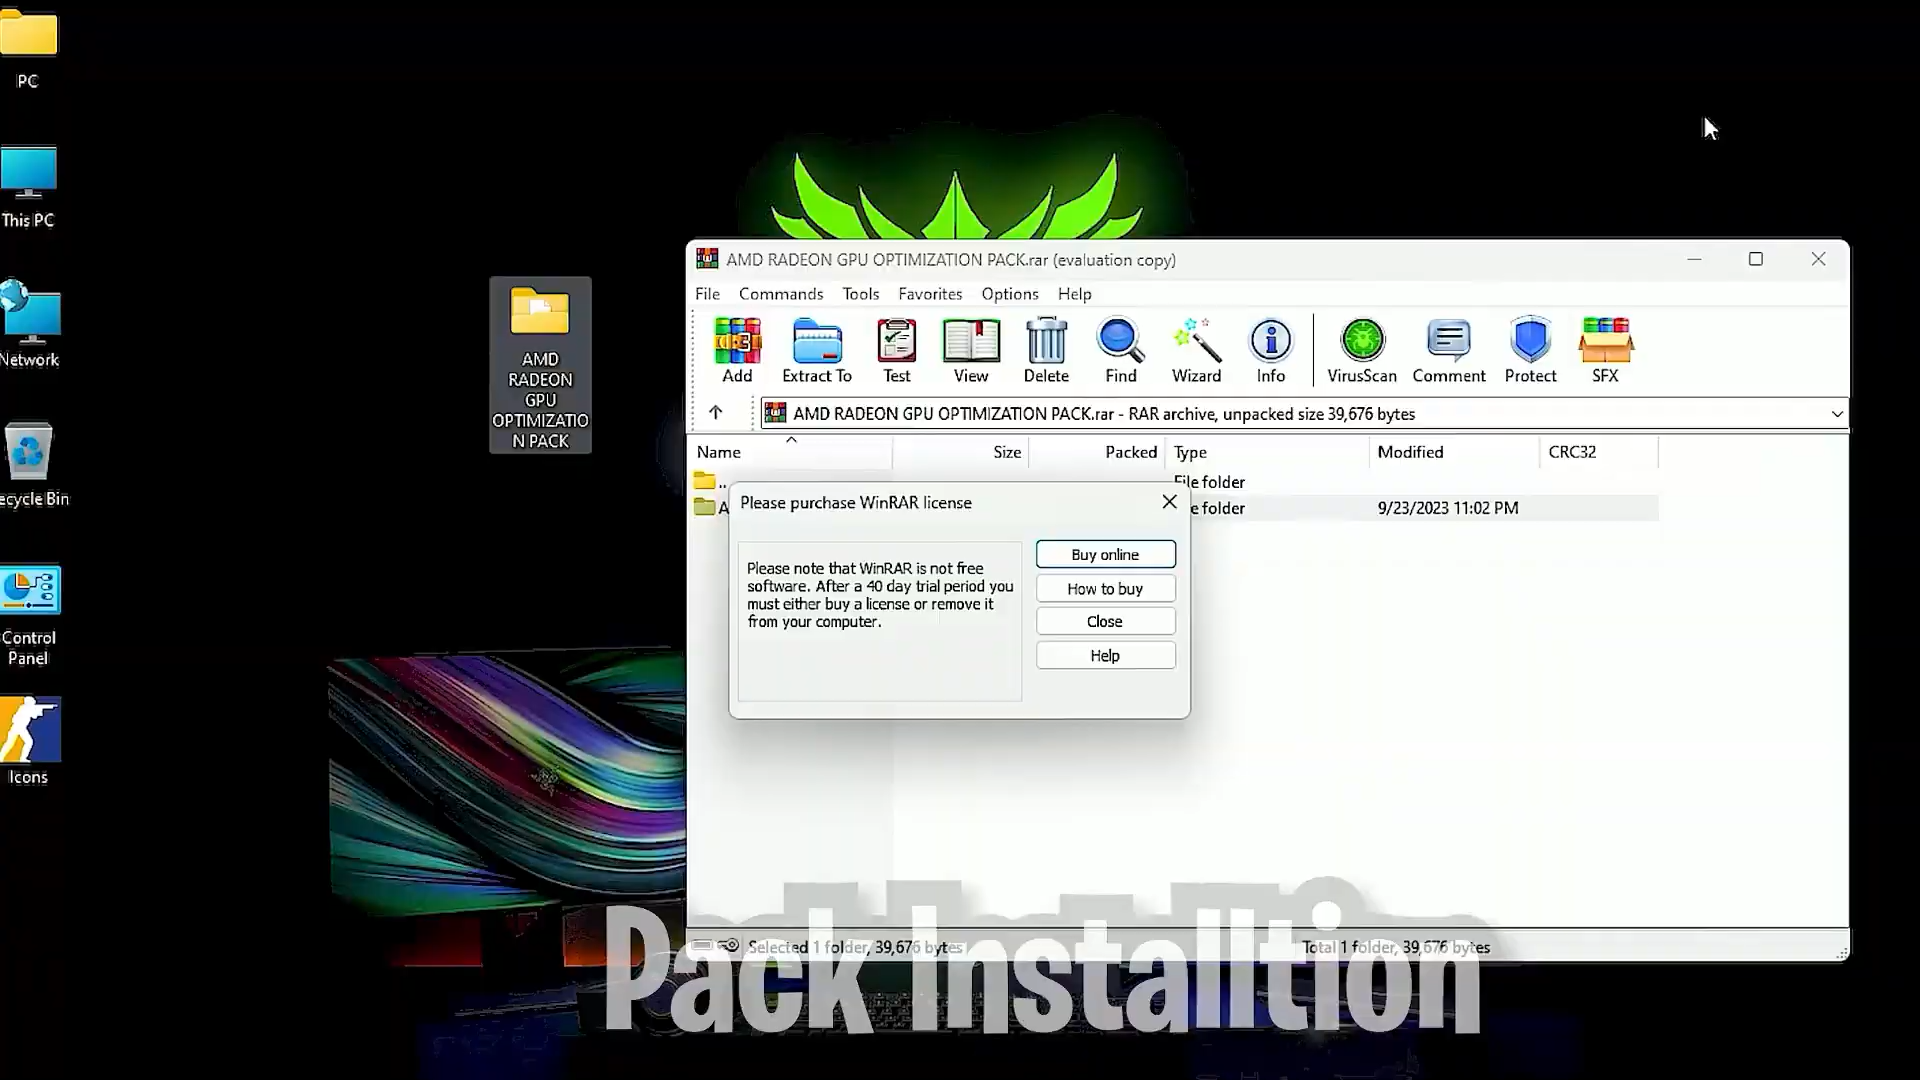 PC
This PC
Network
ecycle Bin
Control
Panel
Icons
AMD
RADEON
GPU
OPTIMIZATIO
N PACK
AMD RADEON GPU OPTIMIZATION PACK.rar (evaluation copy)
File Commands Tools Favorites Options Help
Add Extract To Test View Delete Find Wizard Info VirusScan Comment Protect SFX
AMD RADEON GPU OPTIMIZATION PACK.rar - RAR archive, unpacked size 39,676 bytes
Name Size Packed Type Modified CRC32
.. File folder
A e folder 9/23/2023 11:02 PM
Please purchase WinRAR license
Please note that WinRAR is not free
software. After a 40 day trial period you
must either buy a license or remove it
from your computer.
Buy online
How to buy
Close
Help
Selected 1 folder, 39,676 bytes Total 1 folder, 39,676 bytes
Pack Installtion